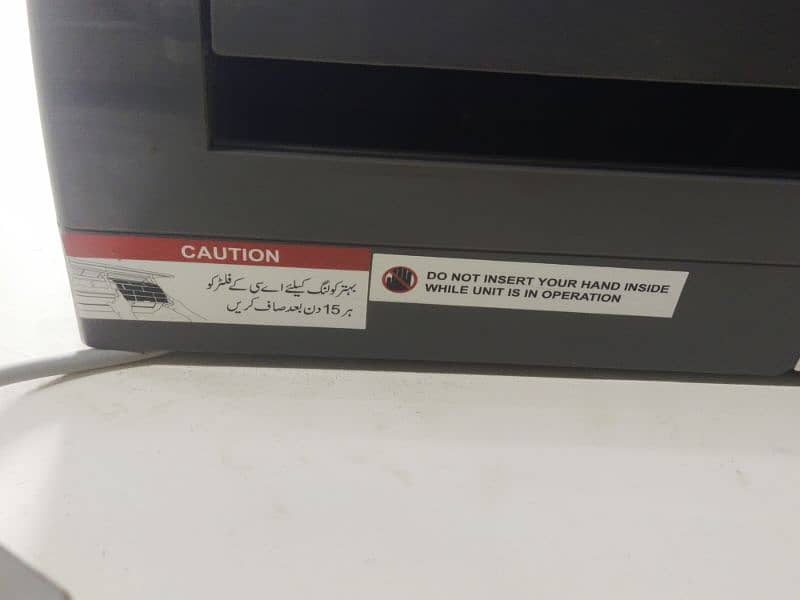 CAUTION
بہتر کولنگ کیلئے اے سی کے فلٹر کو
ہر 15 دن بعد صاف کریں
DO NOT INSERT YOUR HAND INSIDE
WHILE UNIT IS IN OPERATION